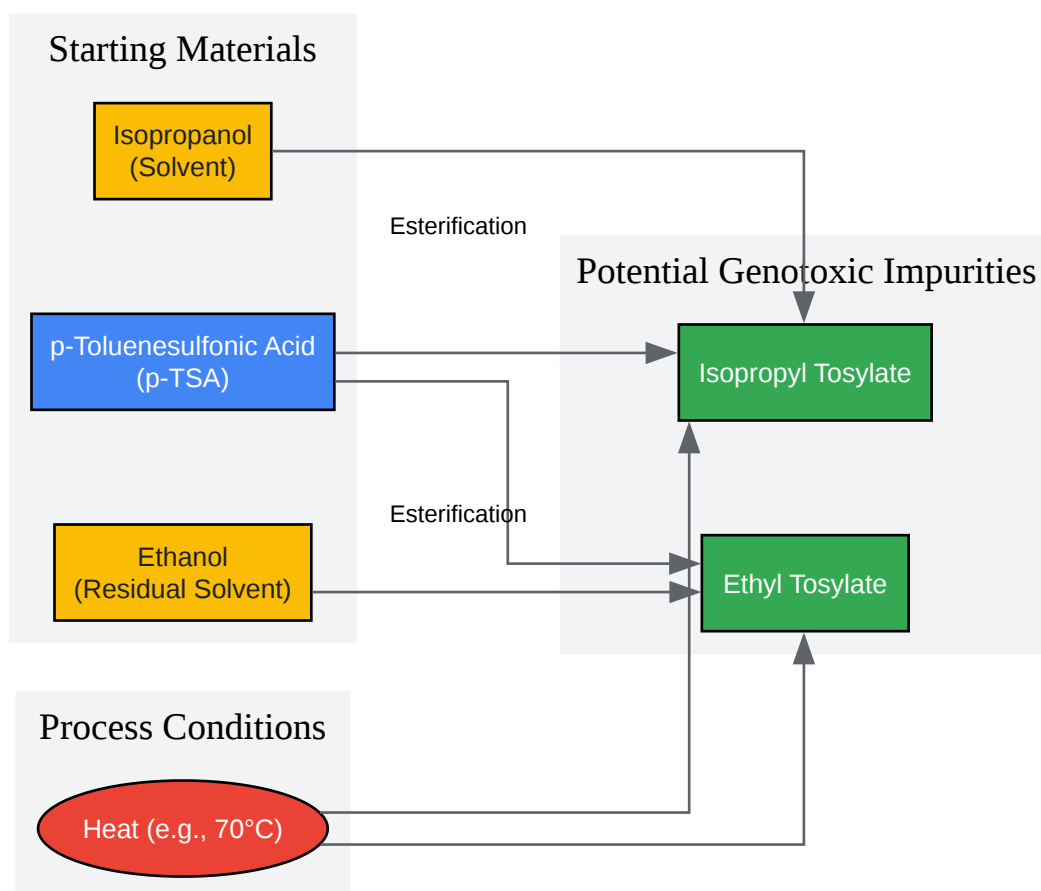 Starting Materials
Isopropanol
(Solvent)
Esterification
Potential Genotoxic Impurities
p-Toluenesulfonic Acid
(p-TSA)
Isopropyl Tosylate
Esterification
Ethanol
(Residual Solvent)
Ethyl Tosylate
Process Conditions
Heat (e.g., 70°C)